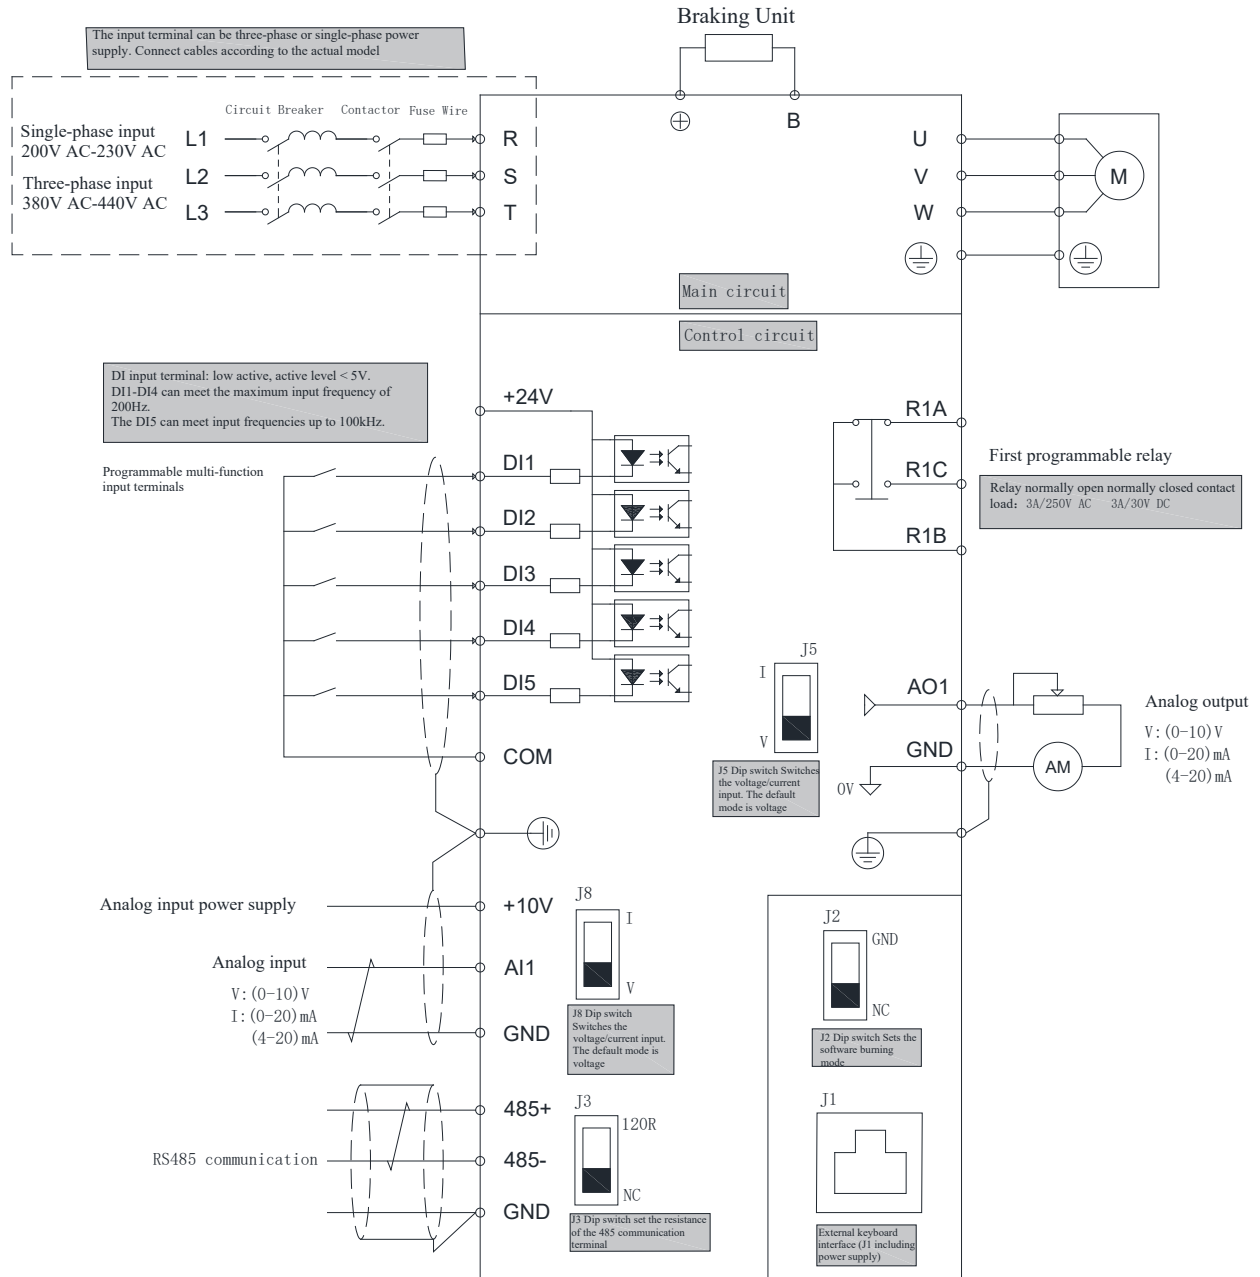 Braking Unit
The input terminal can be three-phase or single-phase power
supply. Connect cables according to the actual model
Circuit Breaker Contactor Fuse Wire
Single-phase input
200V AC-230V AC
Three-phase input
380V AC-440V AC
L1
L2
L3
R
S
T
B
U
V
W
M
Main circuit
Control circuit
DI input terminal: low active, active level < 5V.
DI1-DI4 can meet the maximum input frequency of
200Hz.
The DI5 can meet input frequencies up to 100kHz.
Programmable multi-function
input terminals
+24V
DI1
DI2
DI3
DI4
DI5
COM
R1A
R1C
R1B
First programmable relay
Relay normally open normally closed contact
load: 3A/250V AC 3A/30V DC
J5
I
V
J5 Dip switch Switches
the voltage/current
input. The default
mode is voltage
AO1
GND
0V
AM
Analog output
V:(0-10)V
I:(0-20)mA
(4-20)mA
Analog input power supply
+10V
Analog input
V:(0-10)V
I:(0-20)mA
(4-20)mA
AI1
GND
J8
I
V
J8 Dip switch
Switches the
voltage/current input.
The default mode is
voltage
J2
GND
NC
J2 Dip switch Sets the
software burning
mode
RS485 communication
485+
485-
GND
J3
120R
NC
J3 Dip switch set the resistance
of the 485 communication
terminal
J1
External keyboard
interface (J1 including
power supply)